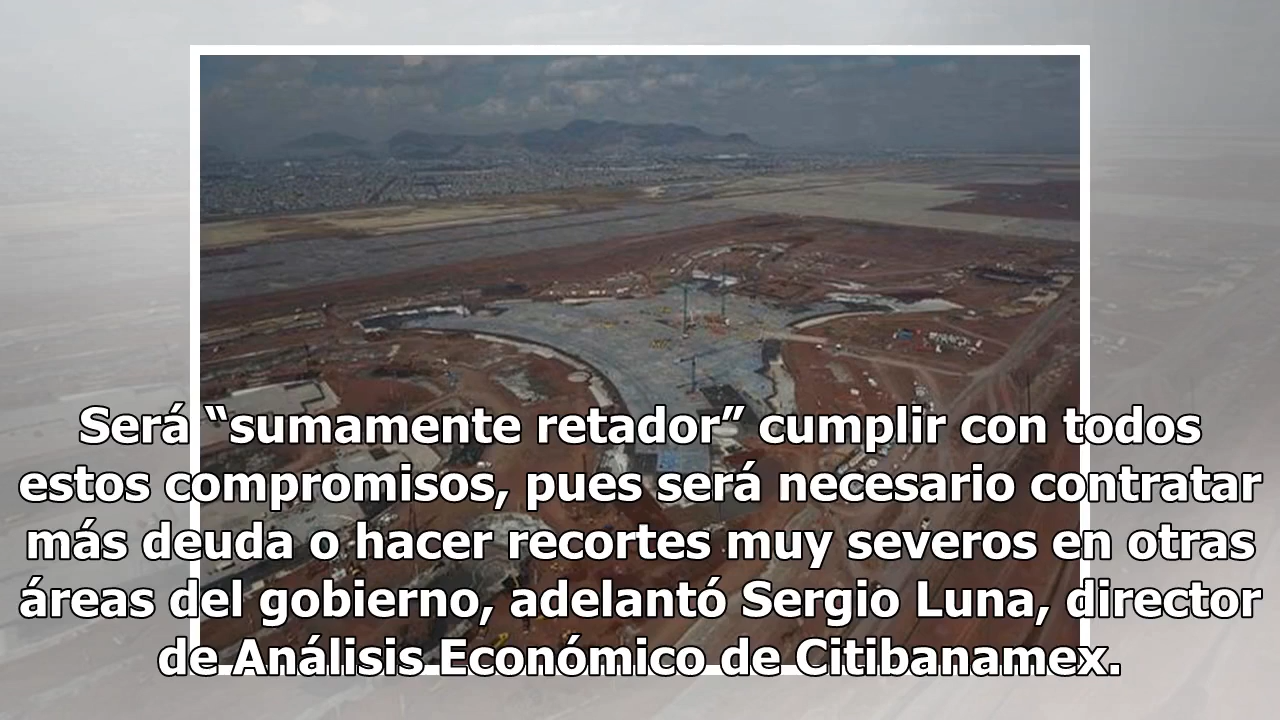 Será “sumamente retador” cumplir con todos
estos compromisos, pues será necesario contratar
más deuda o hacer recortes muy severos en otras
áreas del gobierno, adelantó Sergio Luna, director
de Análisis Económico de Citibanamex.